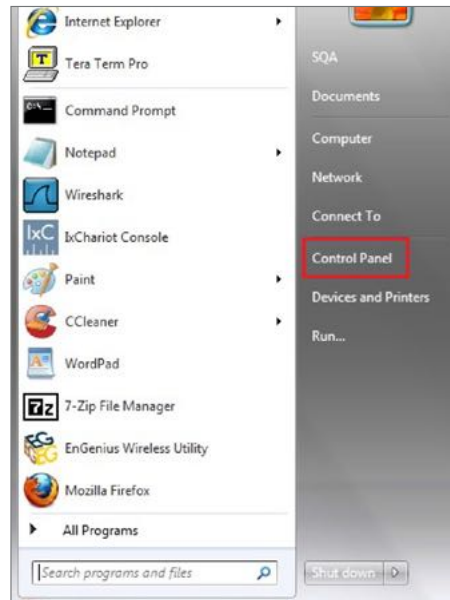 Internet Explorer
Tera Term Pro
Command Prompt
Notepad
Wireshark
IxC
IxChariot Console
Paint
CCleaner
WordPad
7z
7-Zip File Manager
EnGenius Wireless Utility
Mozilla Firefox
All Programs
Search programs and files
SQA
Documents
Computer
Network
Connect To
Control Panel
Devices and Printers
Run...
Shut down